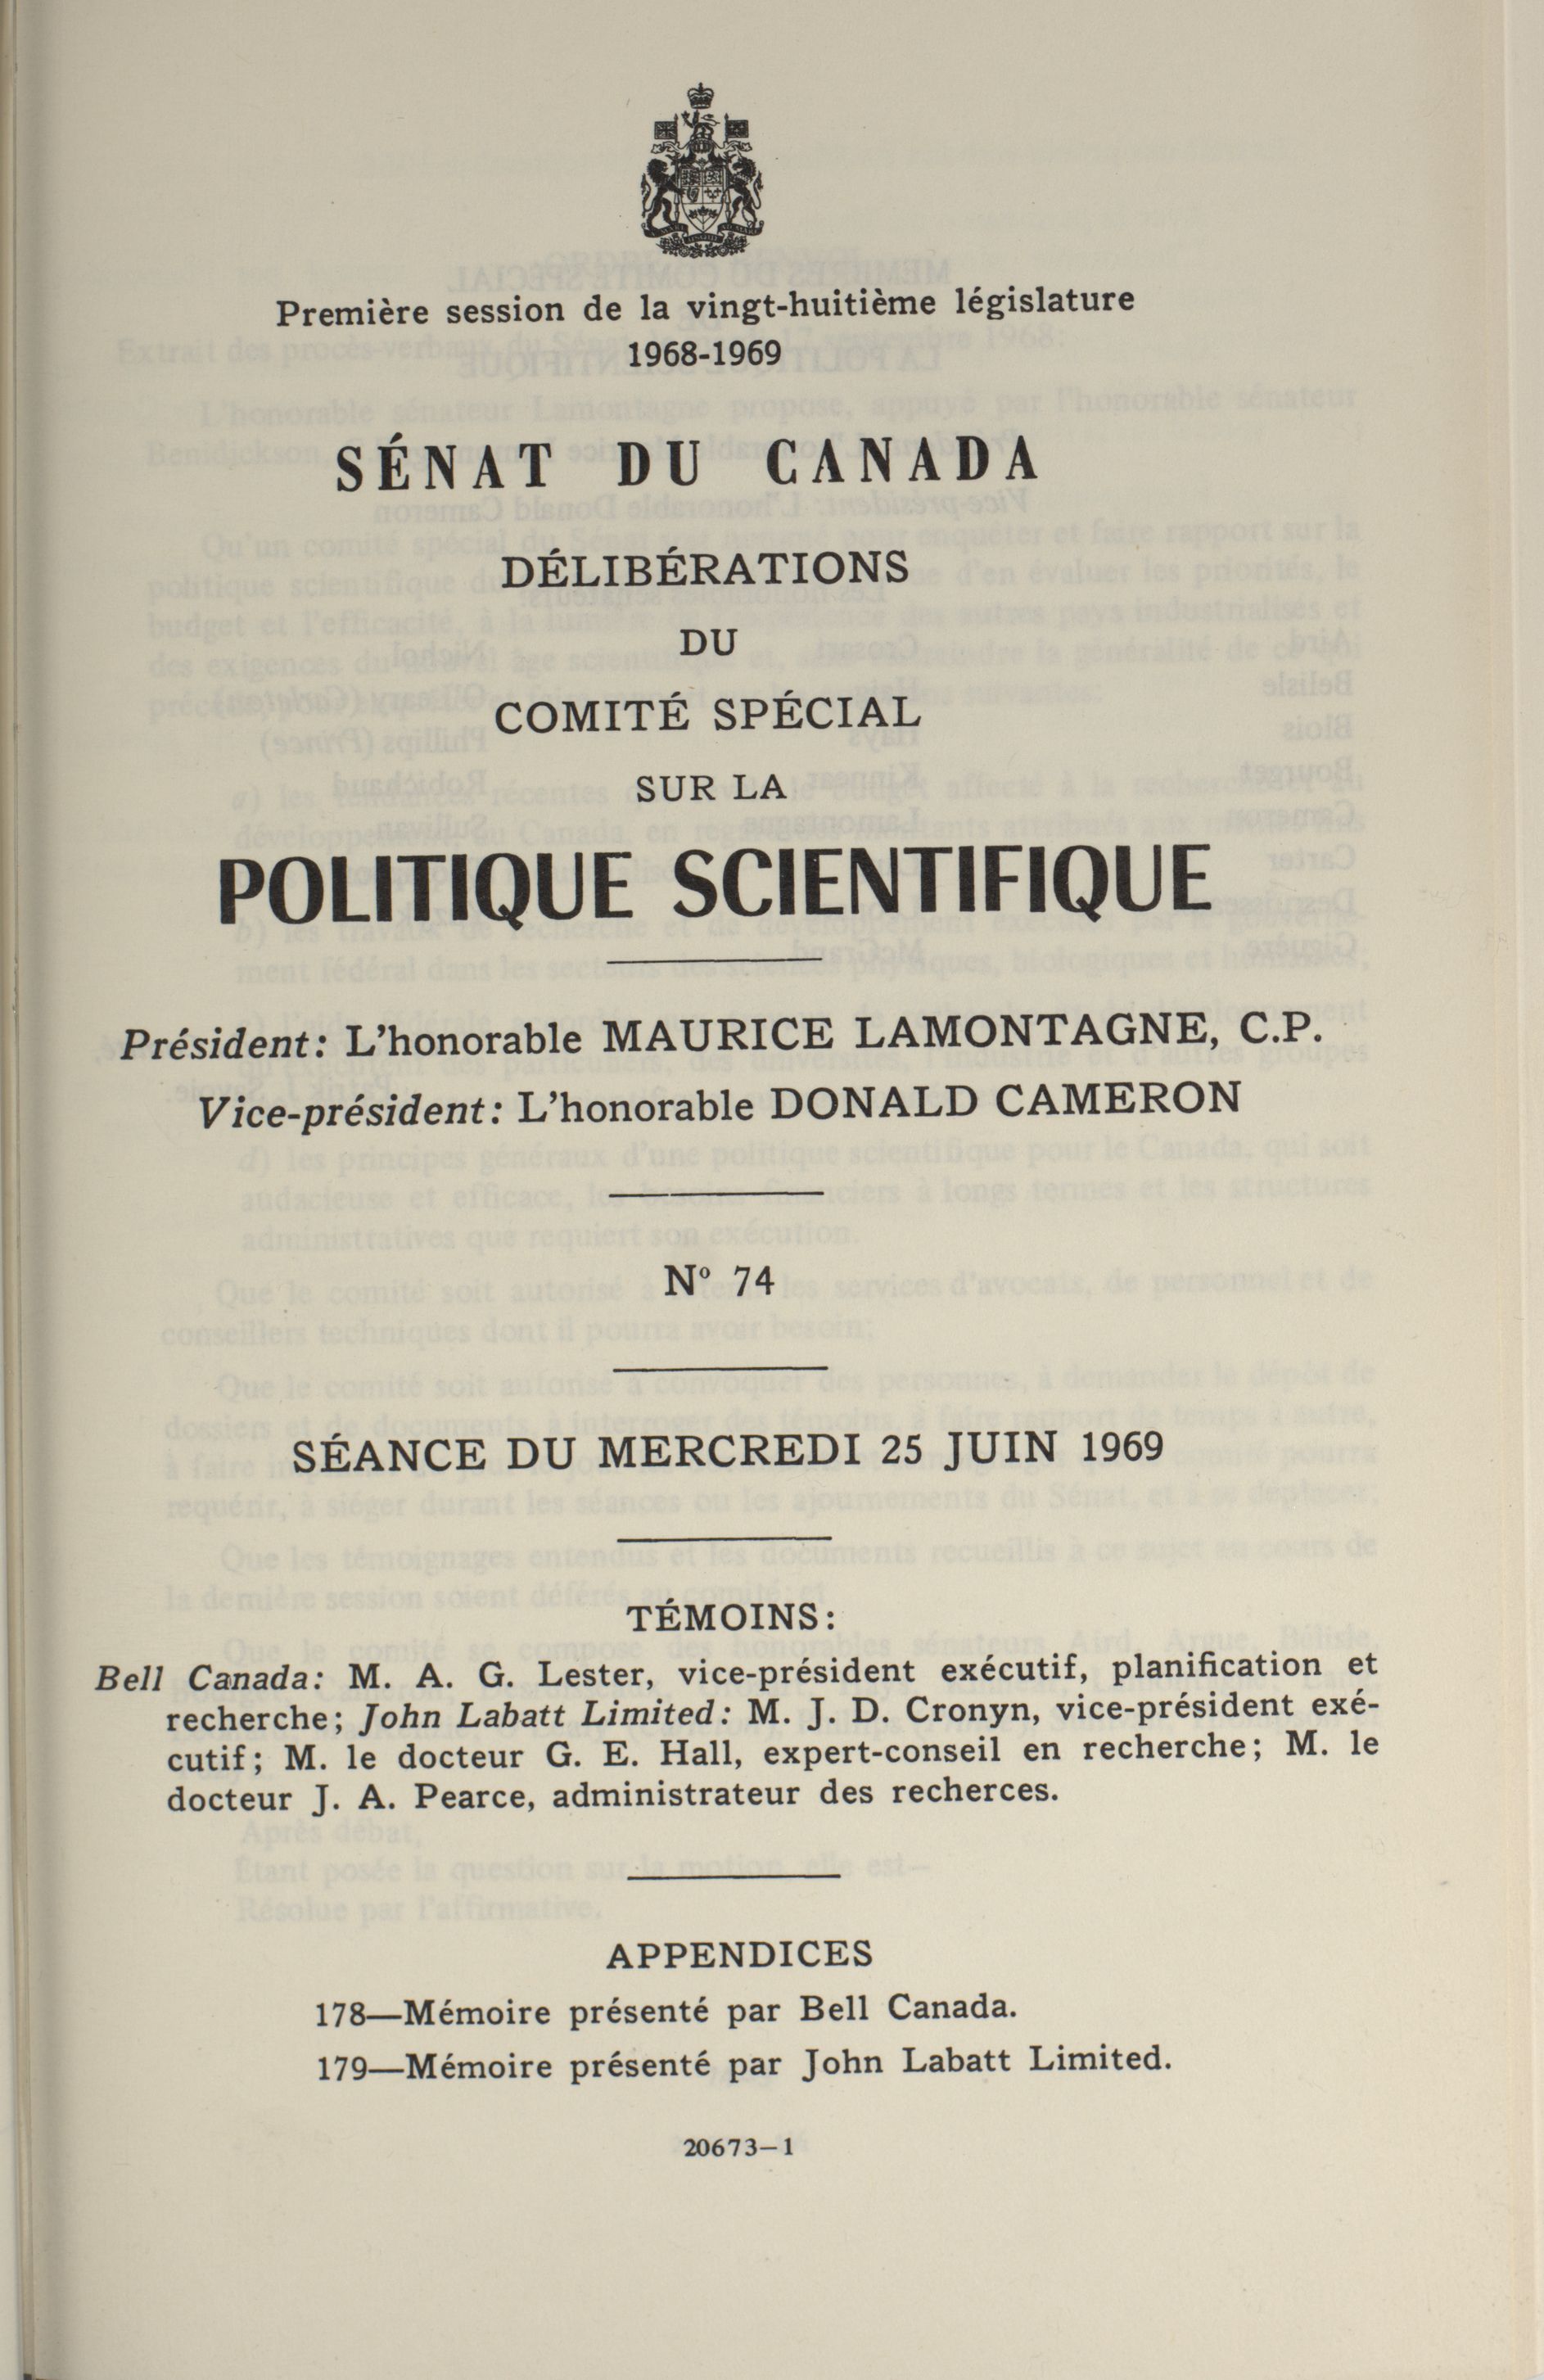 Première session de la vingt-huitième législature
1968-1969
SÉNAT DU CANADA
DÉLIBÉRATIONS
DU
COMITÉ SPÉCIAL
SUR LA
POLITIQUE SCIENTIFIQUE
Président: L'honorable MAURICE LAMONTAGNE, C.P.
Vice-président: L'honorable DONALD CAMERON
Nº 74
SÉANCE DU MERCREDI 25 JUIN 1969
TÉMOINS:
Bell Canada: M. A. G. Lester, vice-président exécutif, planification et
recherche; John Labatt Limited: M. J. D. Cronyn, vice-président exé-
cutif; M. le docteur G. E. Hall, expert-conseil en recherche; M. le
docteur J. A. Pearce, administrateur des recherces.
APPENDICES
178—Mémoire présenté par Bell Canada.
179—Mémoire présenté par John Labatt Limited.
20673—1